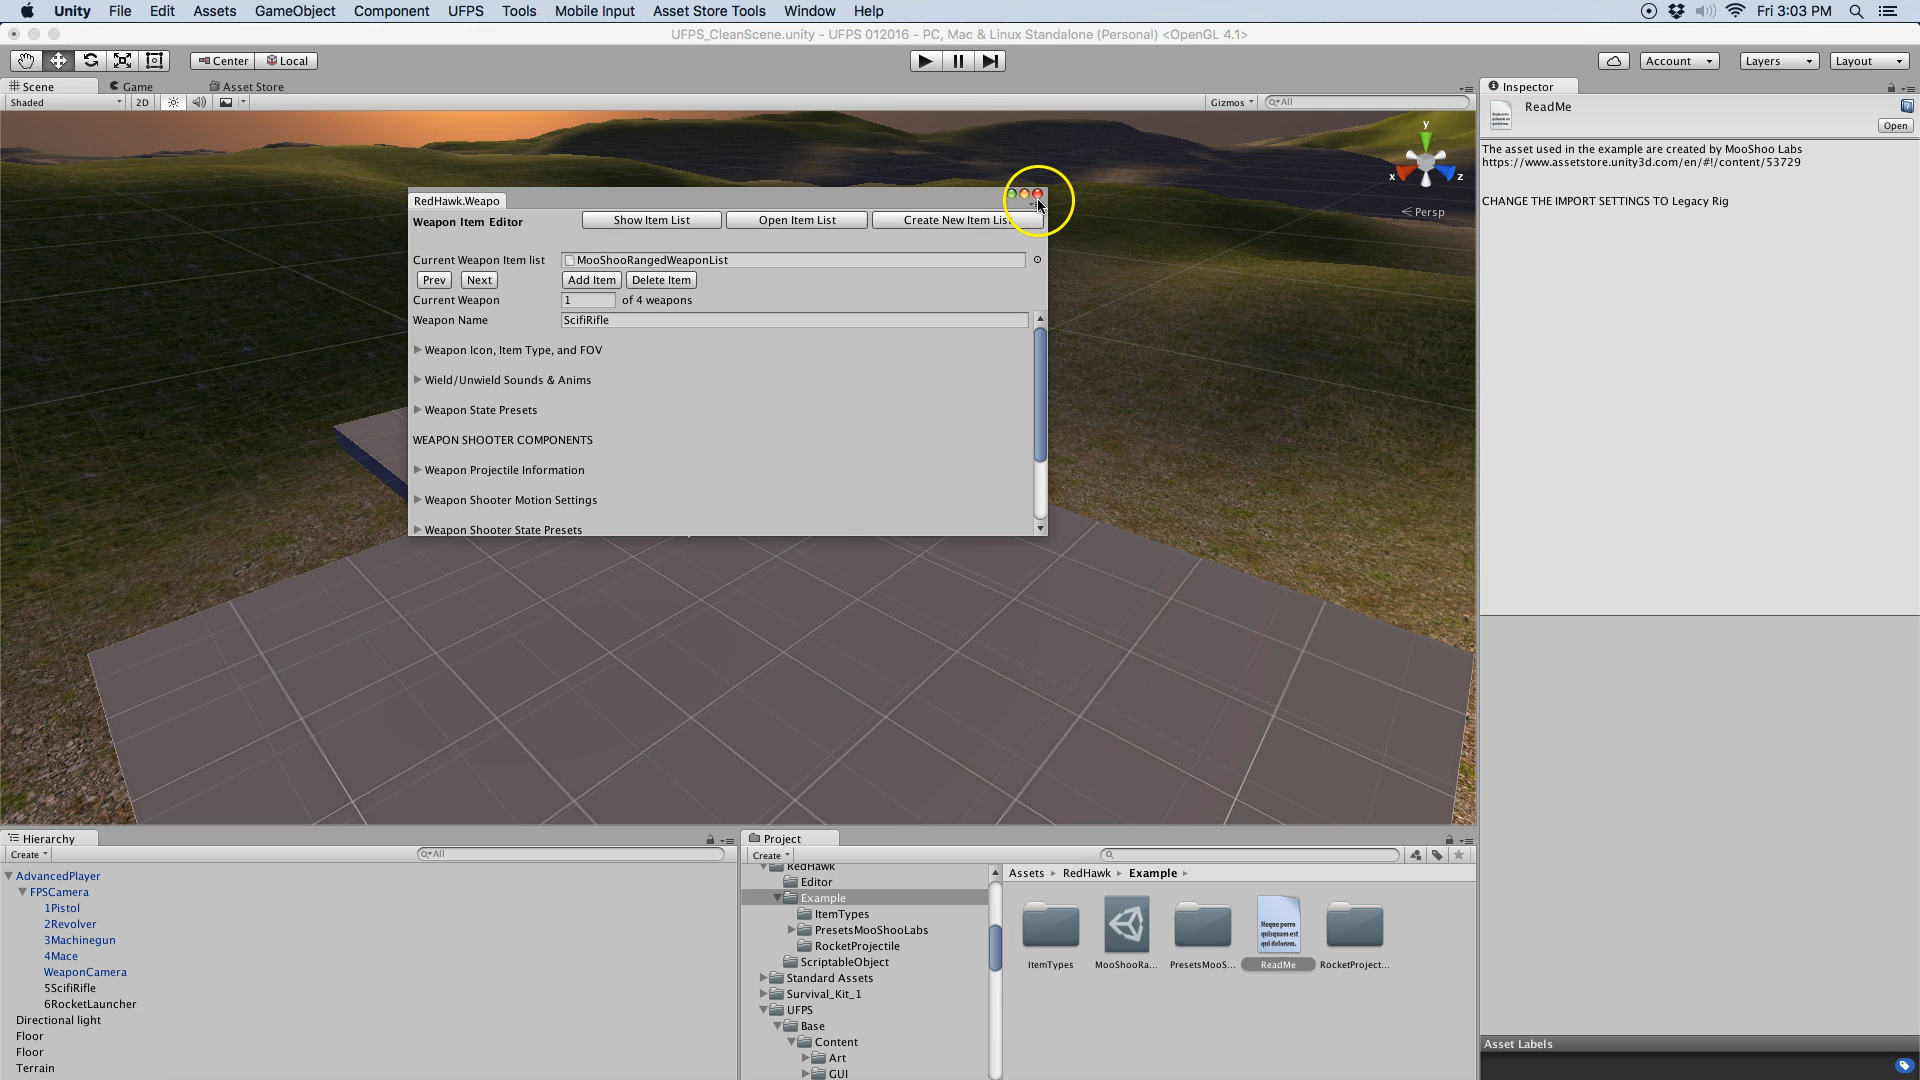 Unity File Edit Assets GameObject Component UFPS Tools Mobile Input Asset Store Tools Window Help Fri 3:03 PM
UFPS_CleanScene.unity - UFPS 012016 - PC, Mac & Linux Standalone (Personal) <OpenGL 4.1>
Center Local Account Layers Layout
Scene Game Asset Store
Shaded 2D Gizmos All
Inspector
ReadMe
Open
The asset used in the example are created by MooShoo Labs
https://www.assetstore.unity3d.com/en/#!/content/53729
CHANGE THE IMPORT SETTINGS TO Legacy Rig
y
x z
Persp
RedHawk.Weapo
Weapon Item Editor Show Item List Open Item List Create New Item Lis
Current Weapon Item list MooShooRangedWeaponList
Prev Next Add Item Delete Item
Current Weapon 1 of 4 weapons
Weapon Name ScifiRifle
Weapon Icon, Item Type, and FOV
Wield/Unwield Sounds & Anims
Weapon State Presets
WEAPON SHOOTER COMPONENTS
Weapon Projectile Information
Weapon Shooter Motion Settings
Weapon Shooter State Presets
Hierarchy
Create All
AdvancedPlayer
FPSCamera
1Pistol
2Revolver
3Machinegun
4Mace
WeaponCamera
5ScifiRifle
6RocketLauncher
Directional light
Floor
Floor
Terrain
Project
Create
RedHawk
Editor
Example
ItemTypes
PresetsMooShooLabs
RocketProjectile
ScriptableObject
Standard Assets
Survival_Kit_1
UFPS
Base
Content
Art
GUI
Assets RedHawk Example
Neque porro
quisquam est
qui dolorem.
ItemTypes MooShooRa... PresetsMooS... ReadMe RocketProject...
Asset Labels